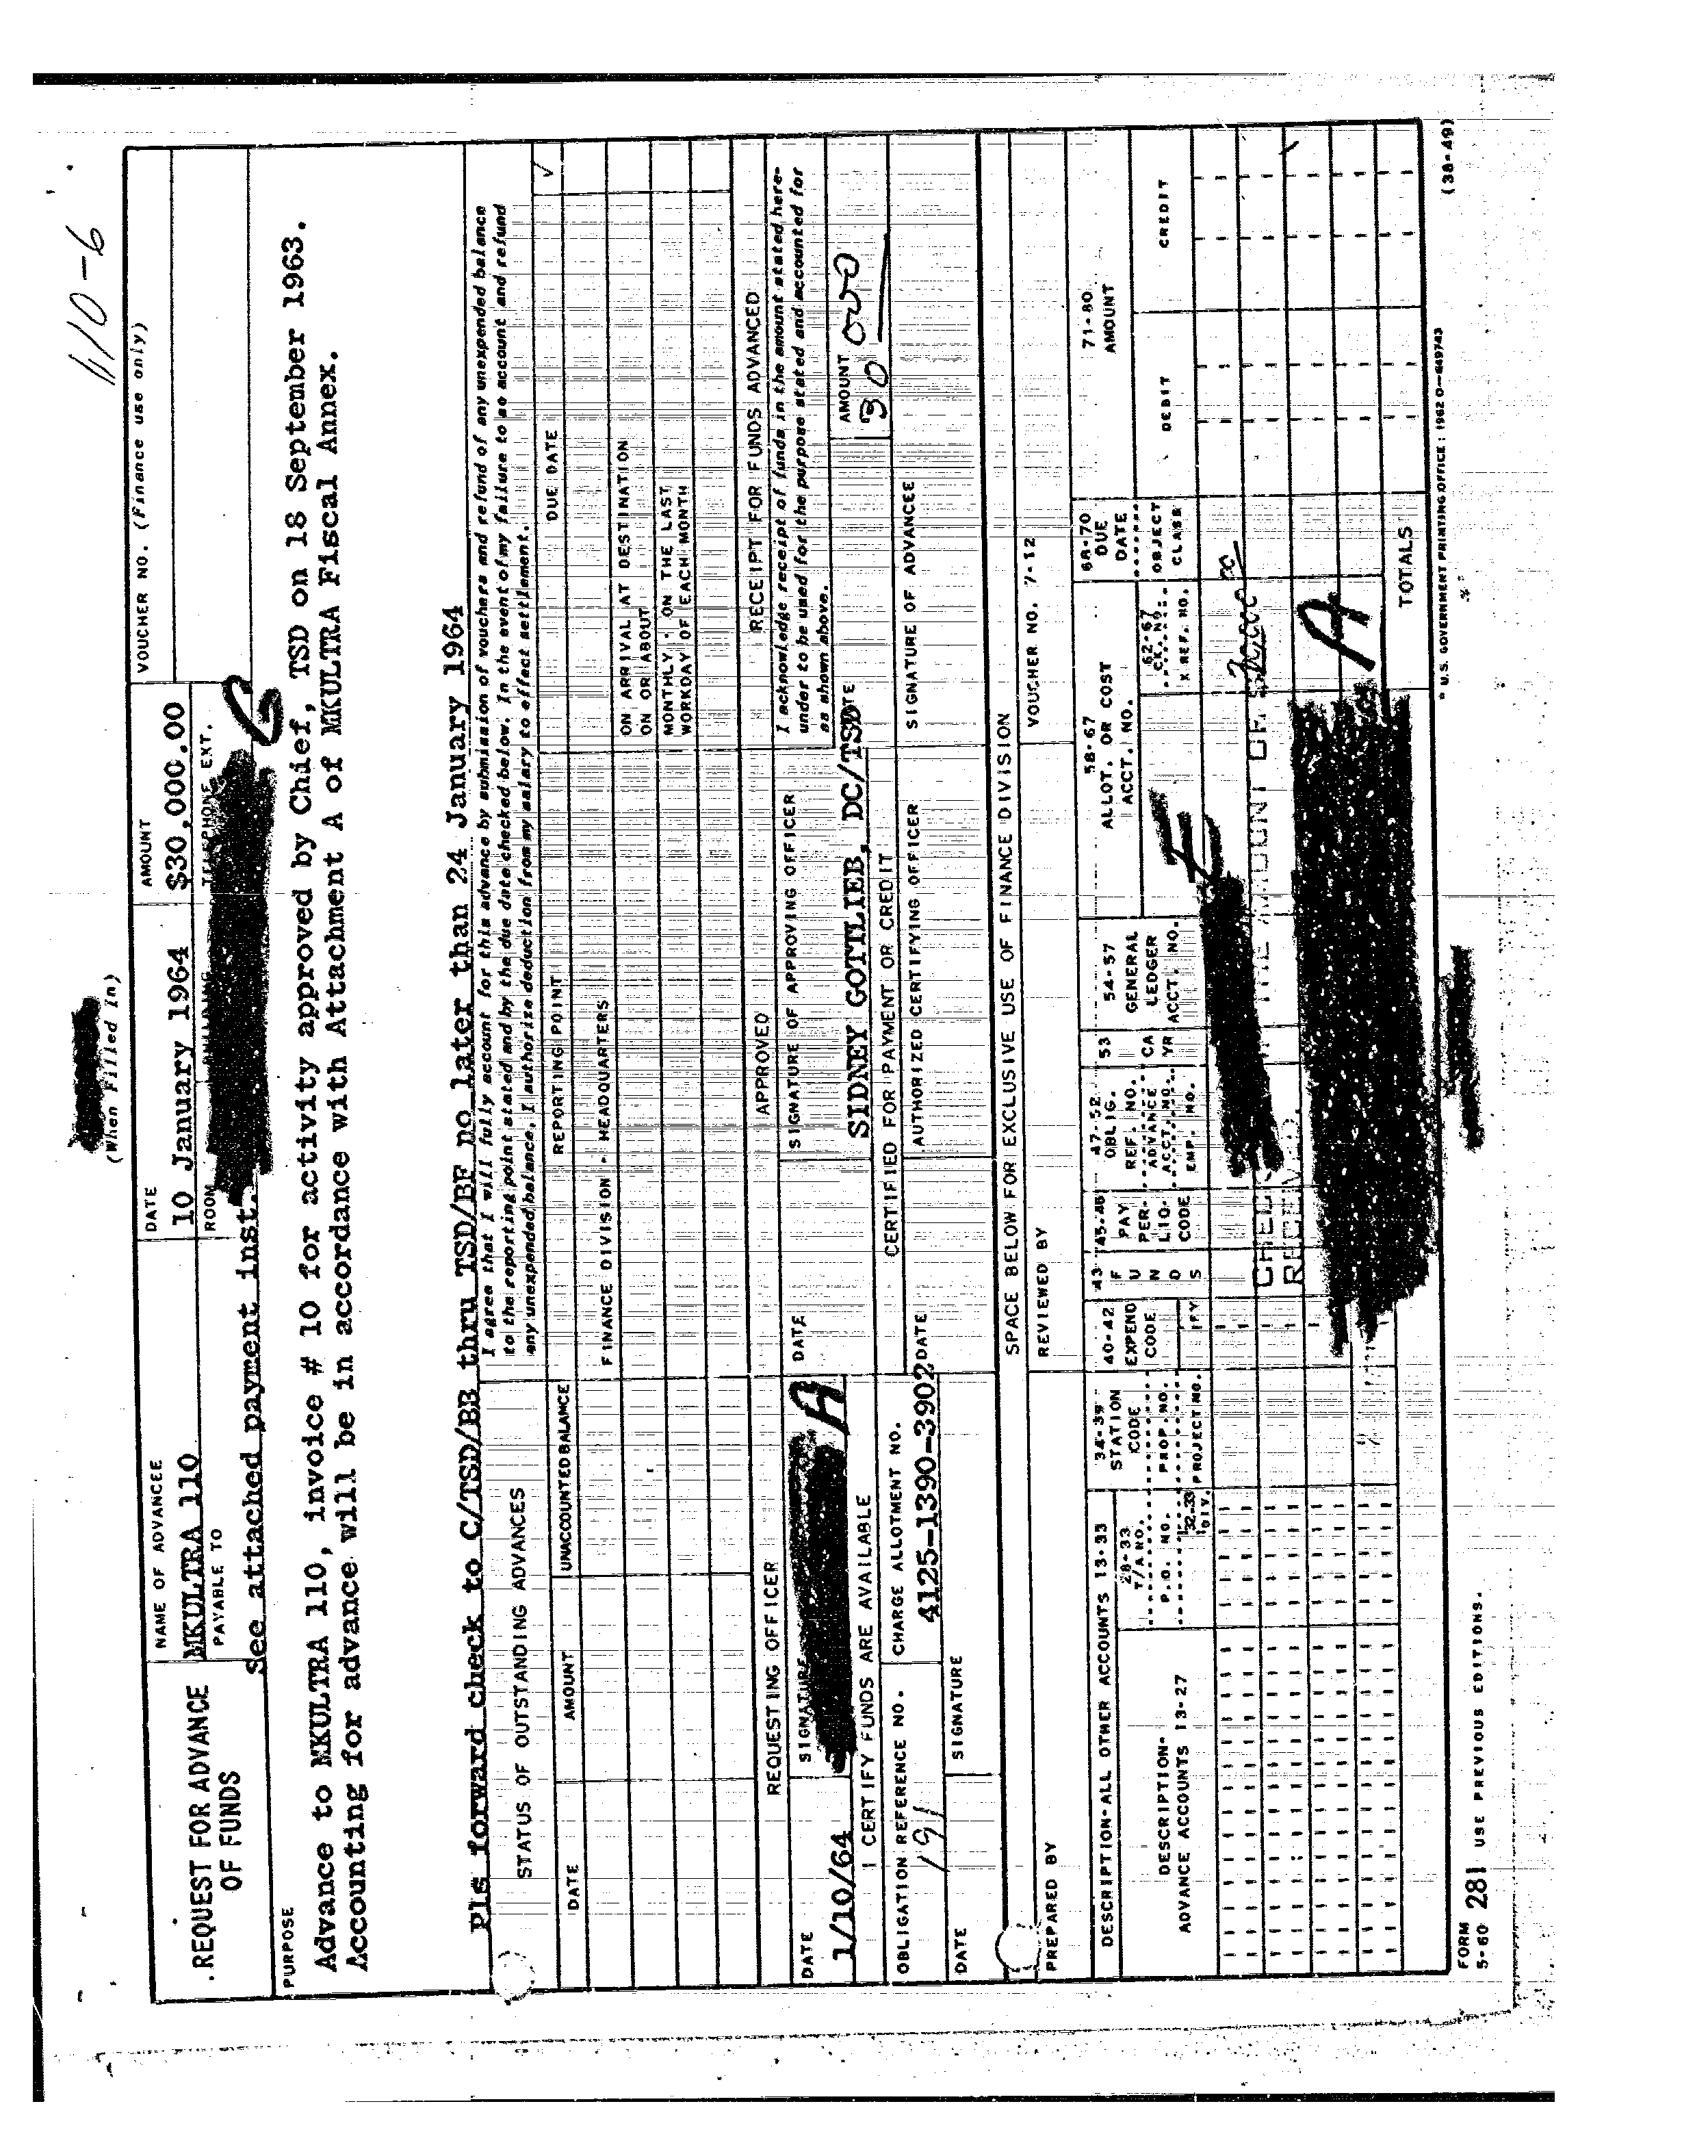 110-6
(When Filled In)
.REQUEST FOR ADVANCE
OF FUNDS
NAME OF ADVANCEE
MKULTRA 110
DATE
10 January 1964
AMOUNT
$30,000.00
VOUCHER NO. (Finance use only)
PAYABLE TO
See attached payment inst.
ROOM
BUILDING
TELEPHONE EXT.
G
PURPOSE
Advance to MKULTRA 110, invoice # 10 for activity approved by Chief, TSD on 18 September 1963.
Accounting for advance will be in accordance with Attachment A of MKULTRA Fiscal Annex.
Pls forward check to C/TSD/BB thru TSD/BF no later than 24 January 1964
STATUS OF OUTSTANDING ADVANCES
DATE
AMOUNT
UNACCOUNTED BALANCE
I agree that I will fully account for this advance by submission of vouchers and refund of any unexpended balance
to the reporting point stated and by the due date checked below. In the event of my failure to so account and refund
any unexpended balance, I authorize deduction from my salary to effect settlement.
REPORTING POINT
DUE DATE
✓
FINANCE DIVISION - HEADQUARTERS
ON ARRIVAL AT DESTINATION
ON OR ABOUT
MONTHLY - ON THE LAST
WORKDAY OF EACH MONTH
REQUESTING OFFICER
APPROVED
RECEIPT FOR FUNDS ADVANCED
DATE
1/10/64
SIGNATURE
A
DATE
SIGNATURE OF APPROVING OFFICER
SIDNEY GOTTLIEB, DC/TSD
I acknowledge receipt of funds in the amount stated here-
under to be used for the purpose stated and accounted for
as shown above.
DATE
AMOUNT
30 000
I CERTIFY FUNDS ARE AVAILABLE
CERTIFIED FOR PAYMENT OR CREDIT
OBLIGATION REFERENCE NO.
191
CHARGE ALLOTMENT NO.
4125-1390-3902
DATE
AUTHORIZED CERTIFYING OFFICER
SIGNATURE OF ADVANCEE
DATE
SIGNATURE
SPACE BELOW FOR EXCLUSIVE USE OF FINANCE DIVISION
PREPARED BY
REVIEWED BY
VOUCHER NO. 7-12
DESCRIPTION-ALL OTHER ACCOUNTS 13-33
DESCRIPTION-
ADVANCE ACCOUNTS 13-27
28-33
T/A NO.
P.O. NO.
32-33
DIV.
34-39
STATION
CODE
PROP. NO.
PROJECT NO.
40-42
EXPEND
CODE
FY
43
F
U
N
D
S
45-46
PAY
PER-
LIQ.
CODE
47-52
OBLIG.
REF. NO.
ADVANCE
ACCT. NO.
EMP. NO.
53
CA
YR
54-57
GENERAL
LEDGER
ACCT. NO.
58-67
ALLOT. OR COST
ACCT. NO.
62-67
CK. NO.
X REF. NO.
68-70
DUE
DATE
OBJECT
CLASS
71-80
AMOUNT
DEBIT
CREDIT
THE AMOUNT OF
A
TOTALS
FORM
5-60 281 USE PREVIOUS EDITIONS.
* U.S. GOVERNMENT PRINTING OFFICE : 1962 O-649743
(38-49)